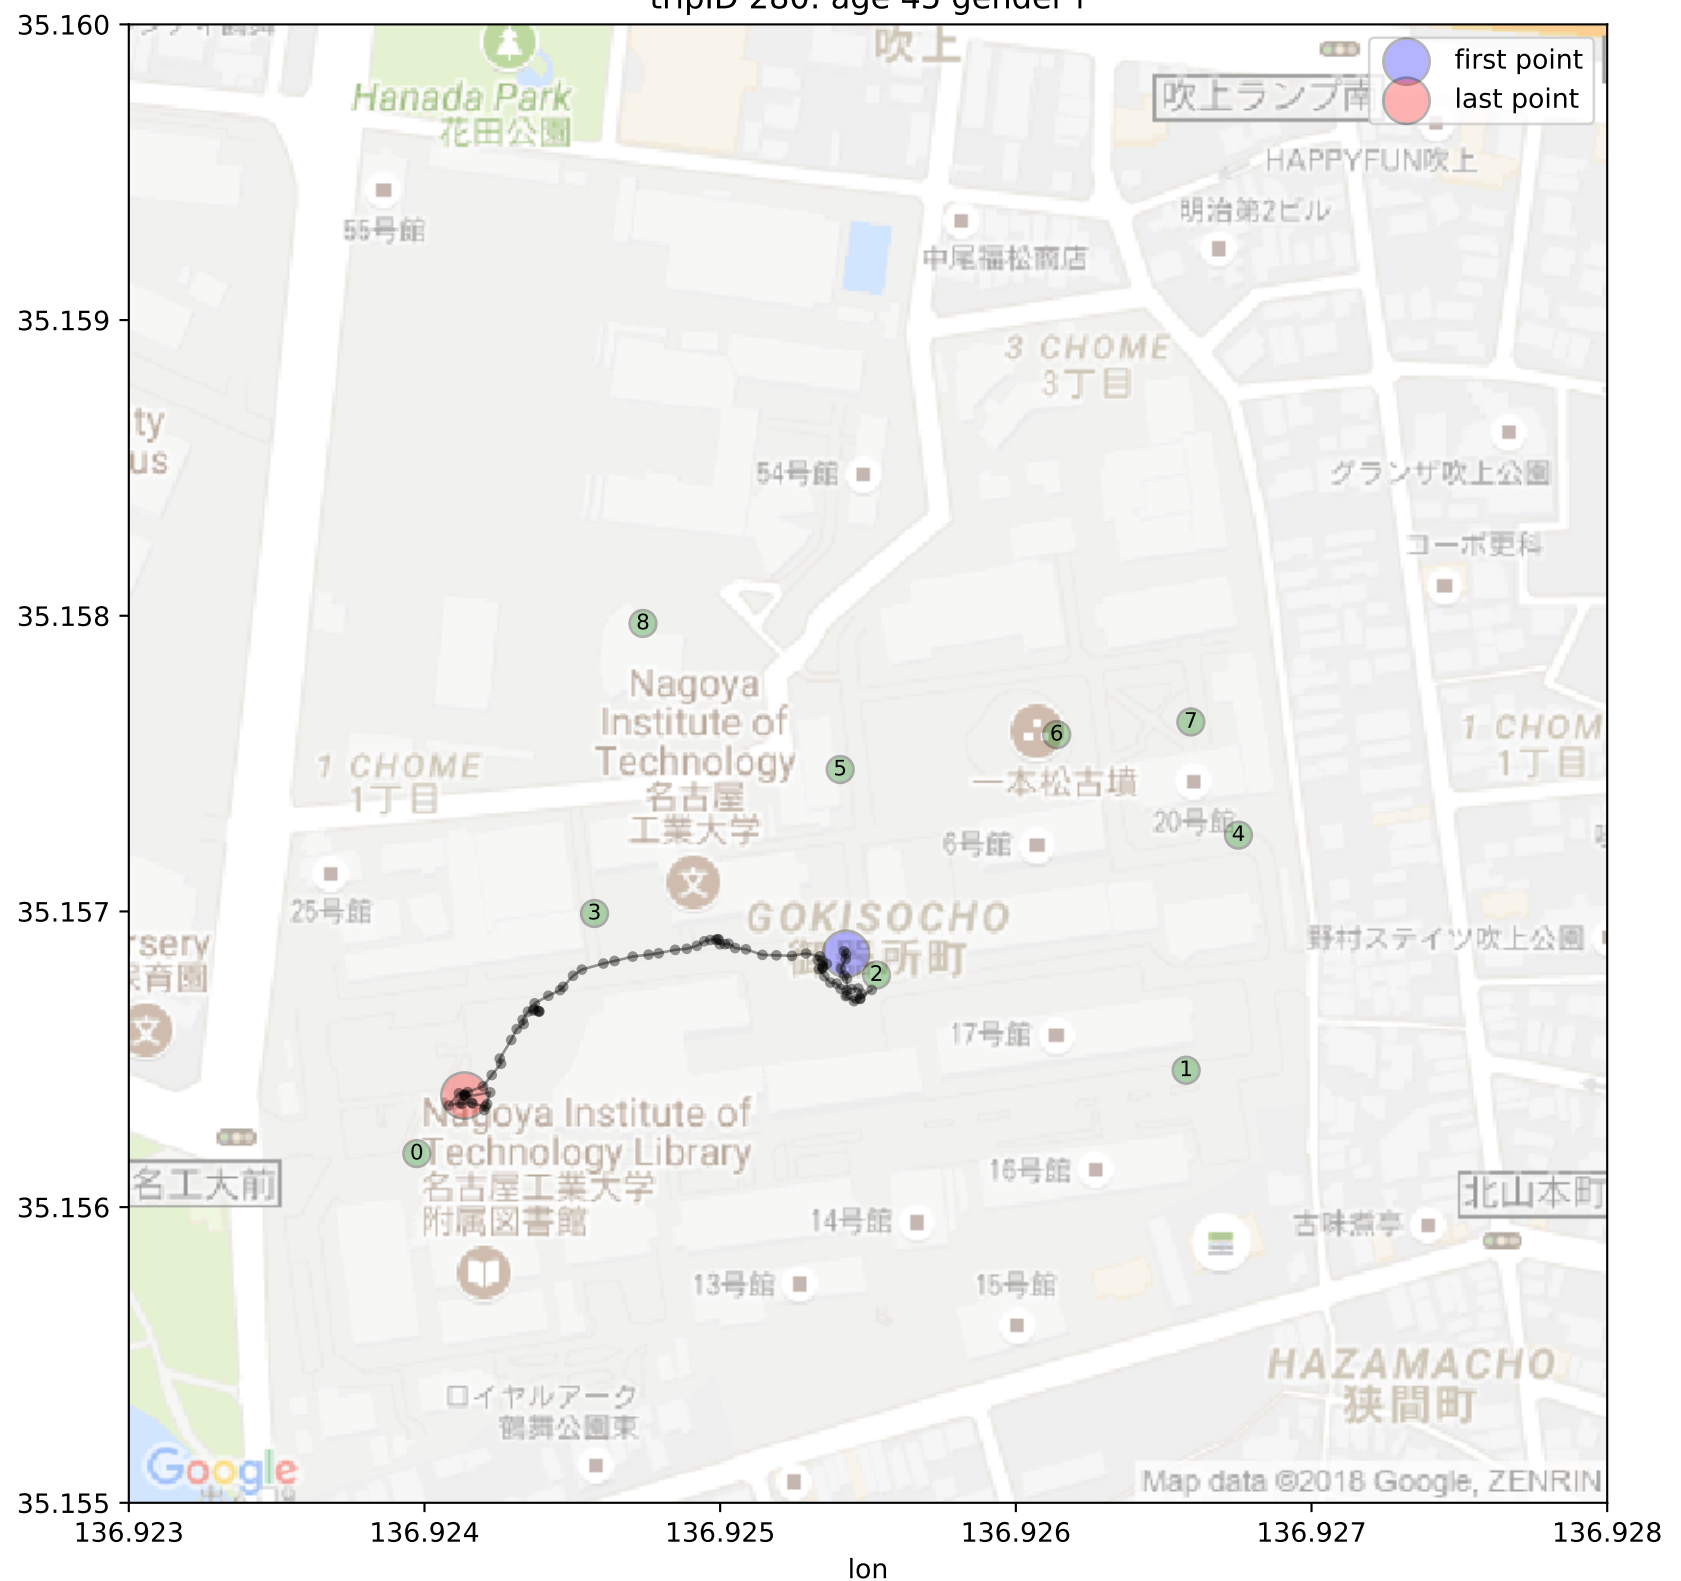 35.160
吹上
first point
last point
Hanada Park
花田公園
吹上ランプ南
HAPPYFUN吹上
55号館
明治第2ビル
中尾福松商店
35.159
3 CHOME
3丁目
ty
us
54号館
グランザ吹上公園
コーポ更科
35.158
8
Nagoya
Institute of
Technology
名古屋
工業大学
7
6
1 CHOM
1丁目
1 CHOME
1丁目
5
一本松古墳
20号館
4
6号館
25号館
3
35.157
GOKISOCHO
御器所町
rsery
保育園
2
野村ステイツ吹上公園
17号館
1
Nagoya Institute of
Technology Library
名古屋工業大学
附属図書館
0
名工大前
16号館
北山本町
35.156
14号館
古味煮亭
13号館
15号館
HAZAMACHO
狭間町
ロイヤルアーク
鶴舞公園東
Google
Map data ©2018 Google, ZENRIN
35.155
136.923
136.924
136.925
136.926
136.927
136.928
lon